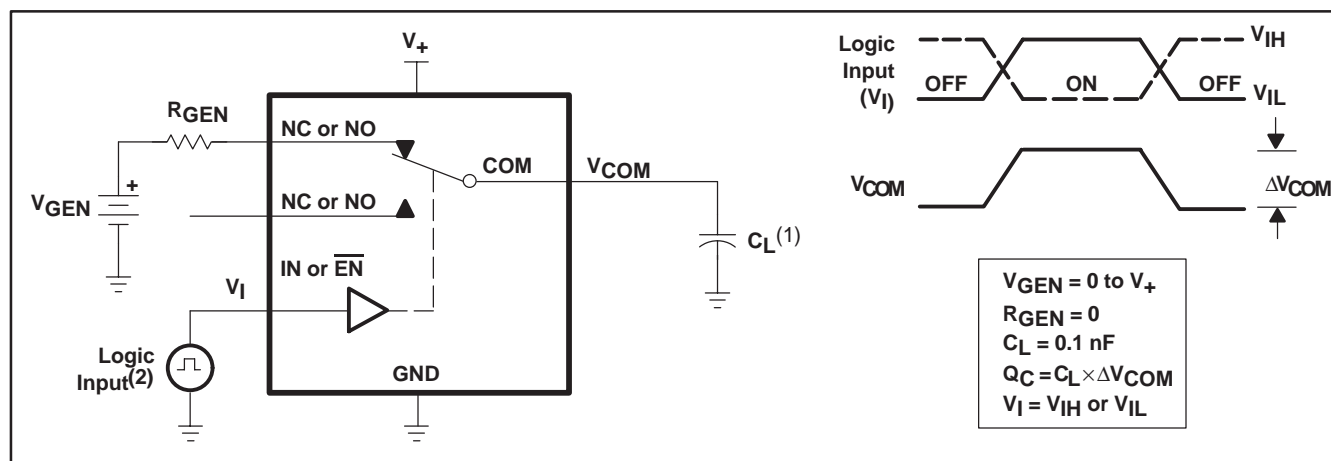 V+
RGEN
NC or NO
COM
VCOM
VGEN
+
NC or NO
CL(1)
IN or E̅N̅
VI
Logic
Input(2)
GND
Logic
Input
(VI)
VIH
OFF
ON
OFF
VIL
VCOM
ΔVCOM
VGEN = 0 to V+
RGEN = 0
CL = 0.1 nF
QC = CL × ΔVCOM
VI = VIH or VIL